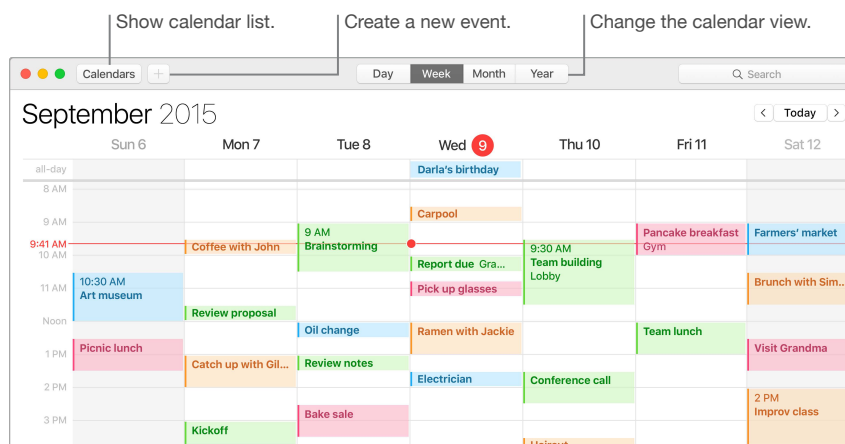 Show calendar list.
Create a new event.
Change the calendar view.
Calendars
+
Day Week Month Year
Search
September 2015
< Today >
Sun 6 Mon 7 Tue 8 Wed 9 Thu 10 Fri 11 Sat 12
all-day
Darla's birthday
8 AM
Carpool
9 AM
9 AM
Brainstorming
Pancake breakfast
Gym
Farmers' market
9:41 AM
Coffee with John
9:30 AM
Team building
Lobby
10 AM
Report due Gra...
10:30 AM
Art museum
11 AM
Pick up glasses
Brunch with Sim..
Review proposal
Noon
Oil change
Ramen with Jackie
Team lunch
Picnic lunch
Visit Grandma
1 PM
Catch up with Gil...
Review notes
Electrician
Conference call
2 PM
2 PM
Improv class
Bake sale
3 PM
Kickoff